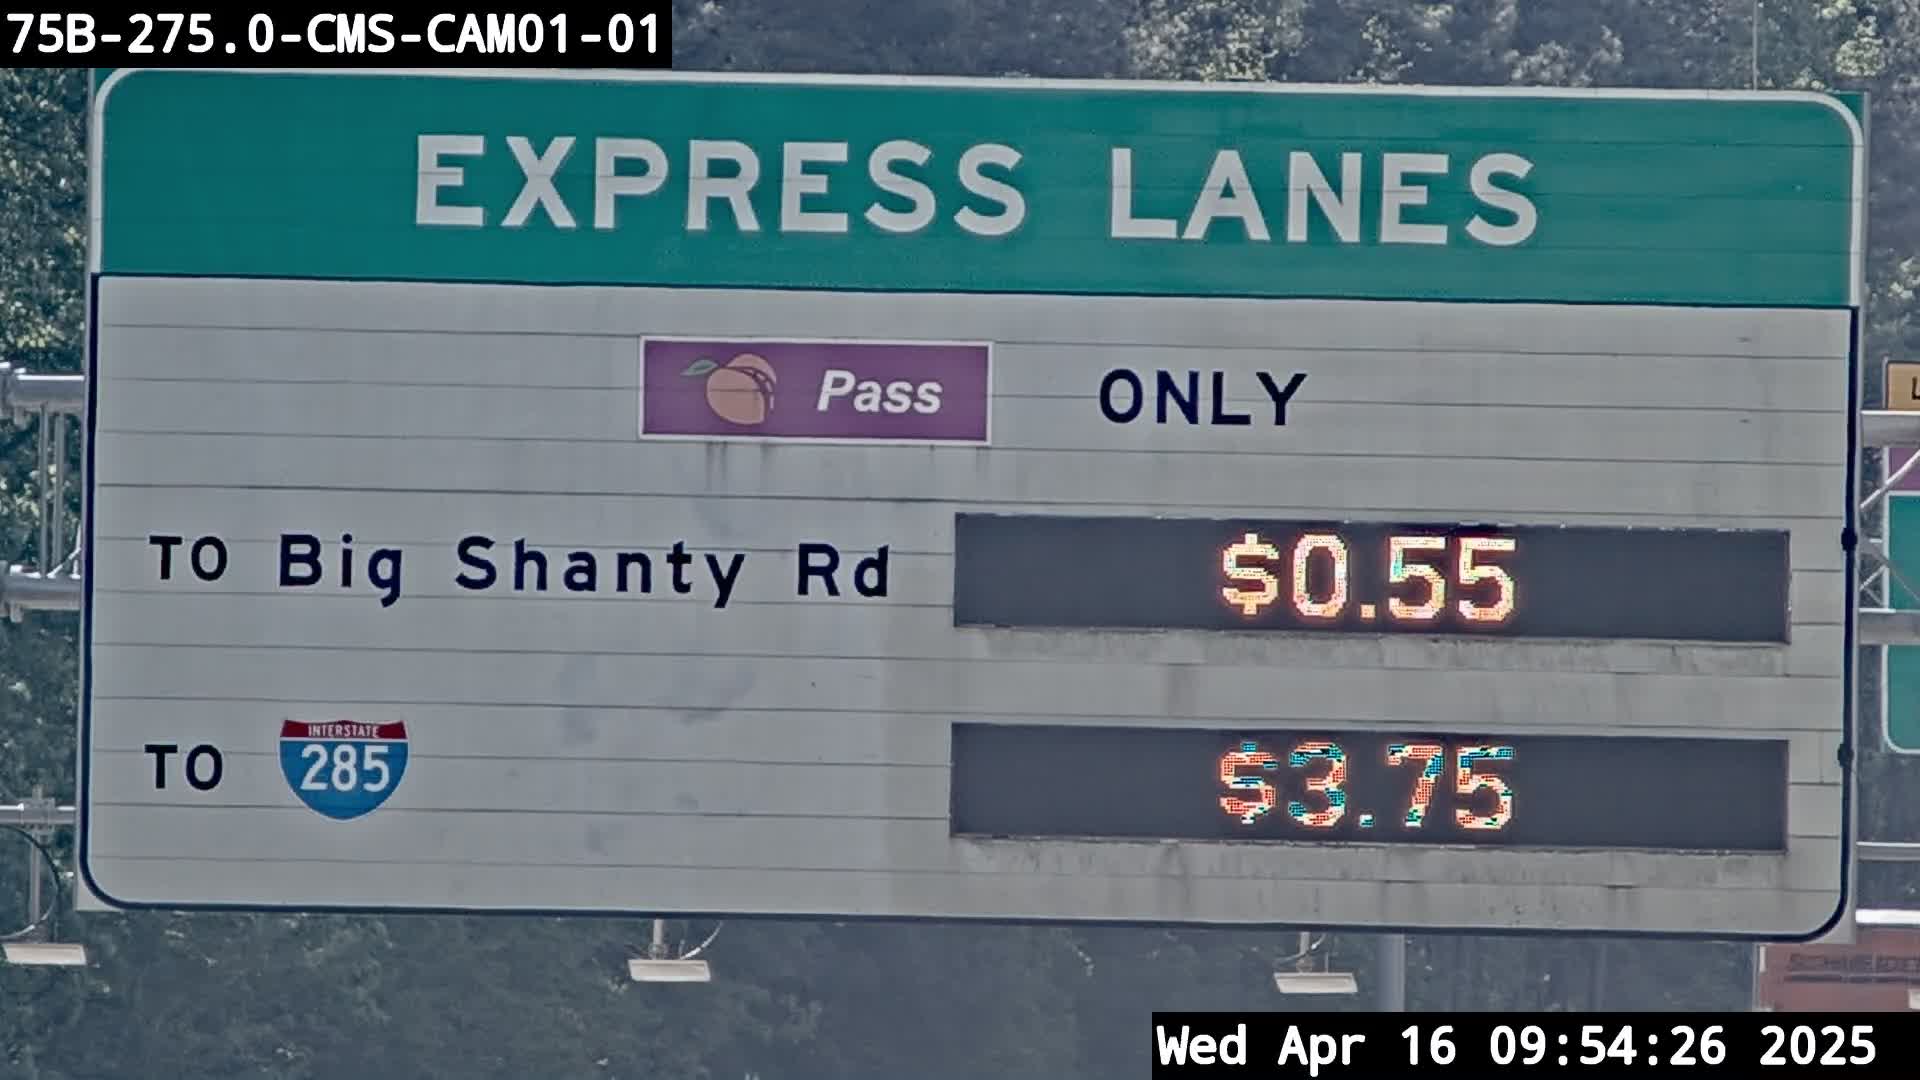 75B-275.0-CMS-CAM01-01
EXPRESS LANES
Pass ONLY
TO Big Shanty Rd $0.55
INTERSTATE
TO 285 $3.75
Wed Apr 16 09:54:26 2025